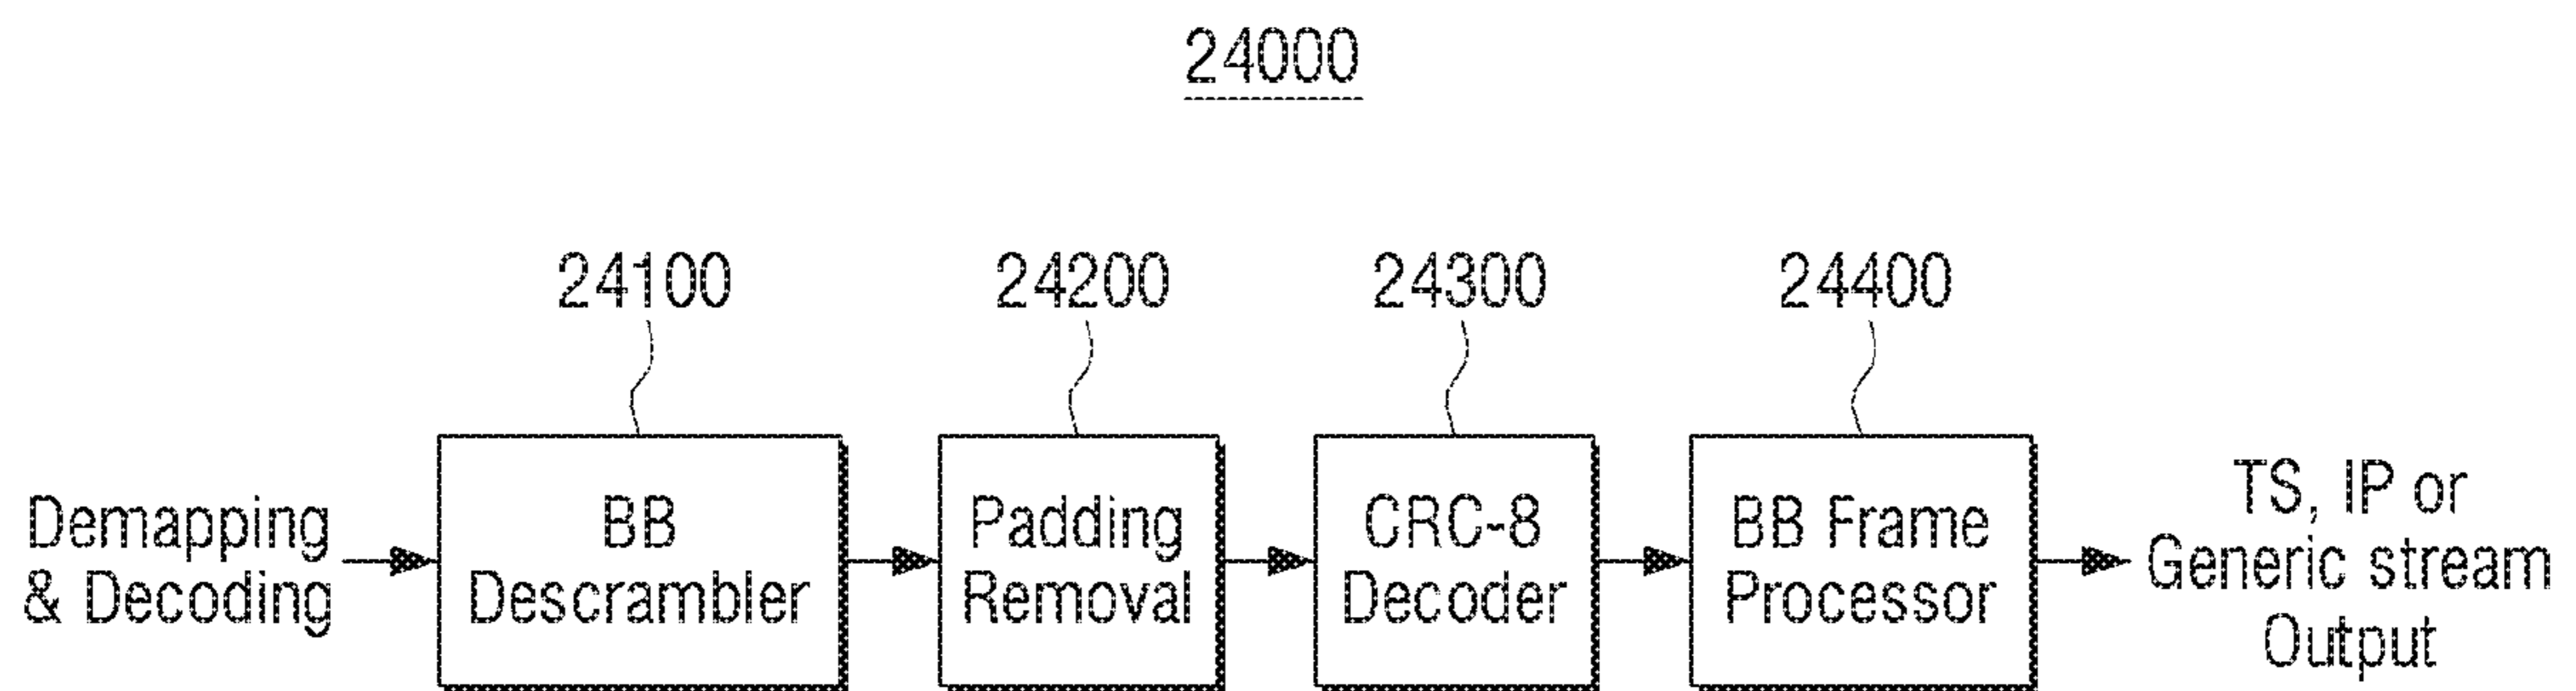 24000
24100
24200
24300
24400
Demapping
& Decoding
BB
Descrambler
Padding
Removal
CRC-8
Decoder
BB Frame
Processor
TS, IP or
Generic stream
Output